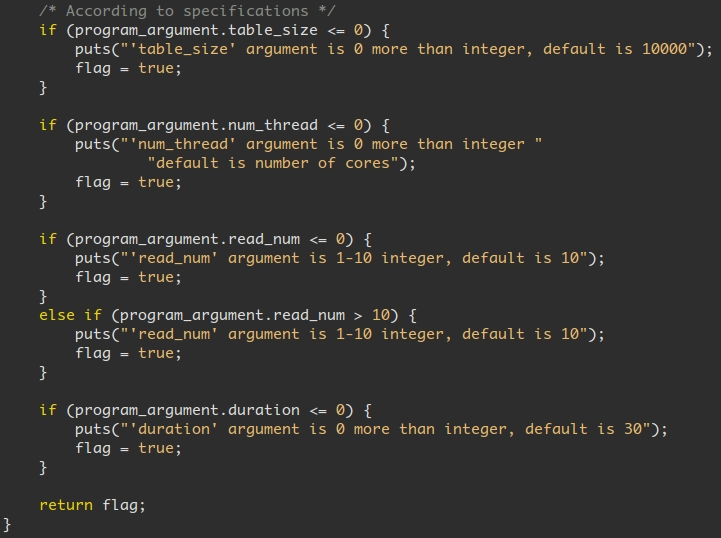 /* According to specifications */
if (program_argument.table_size <= 0) {
puts("'table_size' argument is 0 more than integer, default is 10000");
flag = true;
}
if (program_argument.num_thread <= 0) {
puts("'num_thread' argument is 0 more than integer "
"default is number of cores");
flag = true;
}
if (program_argument.read_num <= 0) {
puts("'read_num' argument is 1-10 integer, default is 10");
flag = true;
}
else if (program_argument.read_num > 10) {
puts("'read_num' argument is 1-10 integer, default is 10");
flag = true;
}
if (program_argument.duration <= 0) {
puts("'duration' argument is 0 more than integer, default is 30");
flag = true;
}
return flag;
}